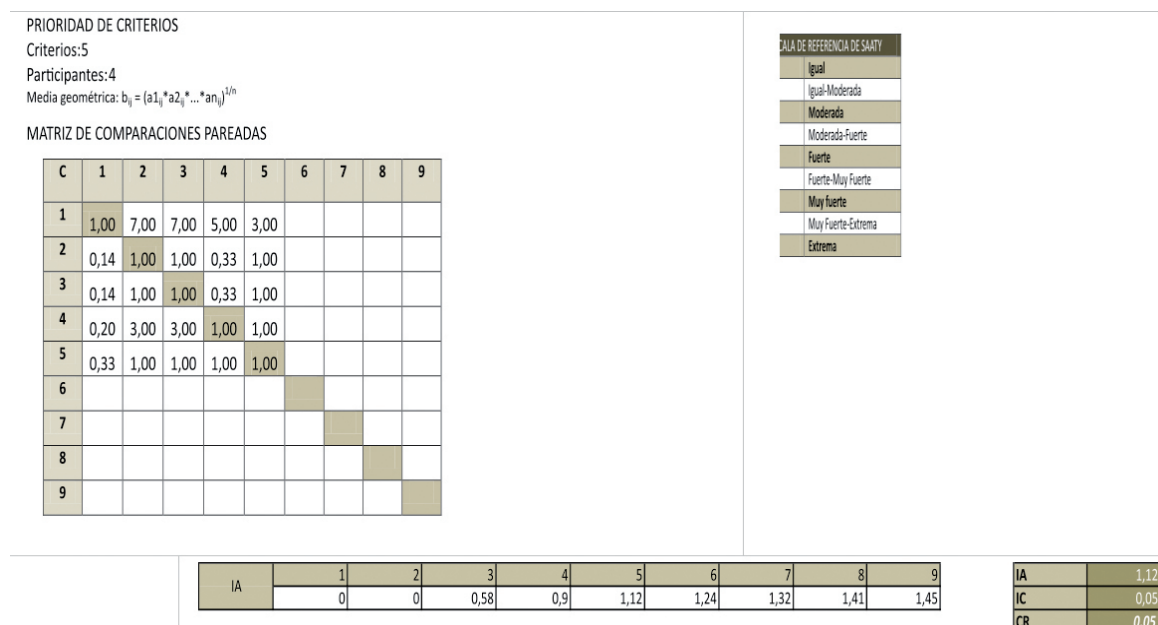 PRIORIDAD DE CRITERIOS
Criterios:5
Participantes:4
Media geométrica: bij = (a1ij*a2ij*...*anij)1/n
MATRIZ DE COMPARACIONES PAREADAS
C 1 2 3 4 5 6 7 8 9
1 1,00 7,00 7,00 5,00 3,00
2 0,14 1,00 1,00 0,33 1,00
3 0,14 1,00 1,00 0,33 1,00
4 0,20 3,00 3,00 1,00 1,00
5 0,33 1,00 1,00 1,00 1,00
6
7
8
9
CALA DE REFERENCIA DE SAATY
Igual
Igual-Moderada
Moderada
Moderada-Fuerte
Fuerte
Fuerte-Muy Fuerte
Muy fuerte
Muy Fuerte-Extrema
Extrema
IA 1 2 3 4 5 6 7 8 9
0 0 0,58 0,9 1,12 1,24 1,32 1,41 1,45
IA 1,12
IC 0,05
CR 0,05